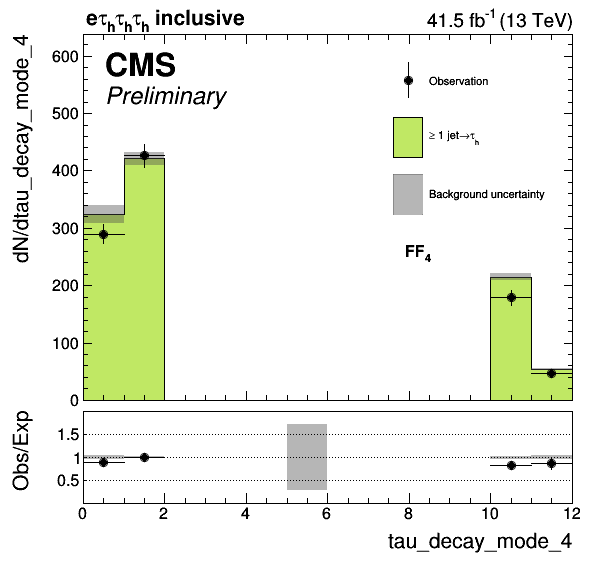 eτhτhτh inclusive
41.5 fb-1 (13 TeV)
CMS
Preliminary
Observation
≥ 1 jet→τh
Background uncertainty
FF4
dN/dtau_decay_mode_4
600
500
400
300
200
100
0
Obs/Exp
1.5
1
0.5
0 2 4 6 8 10 12
tau_decay_mode_4